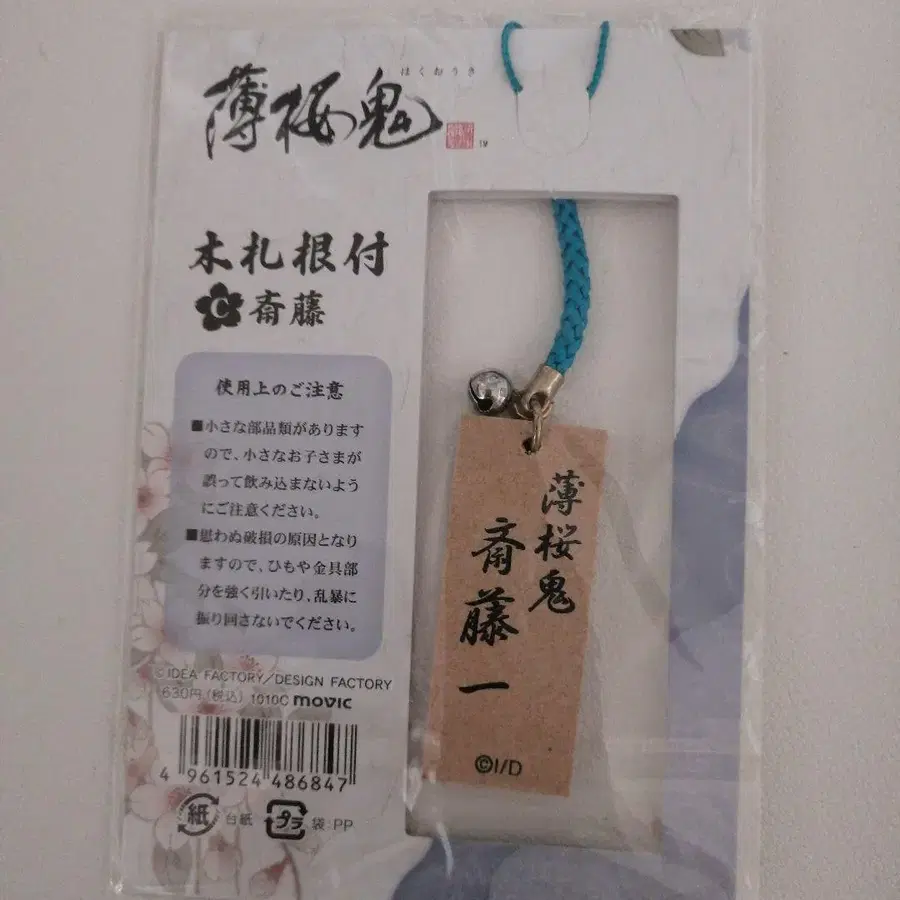 はくおうき
薄桜鬼
TM
木札根付
斎藤
使用上のご注意
■小さな部品類があります
ので、小さなお子さまが
誤って飲み込まないよう
にご注意ください。
■思わぬ破損の原因となり
ますので、ひもや金具部
分を強く引いたり、乱暴に
振り回さないでください。
©IDEA FACTORY/DESIGN FACTORY
630円(税込) 1010C movic
4 961524 486847
紙 台紙 プラ 袋:PP
薄桜鬼
斎藤一
©I/D